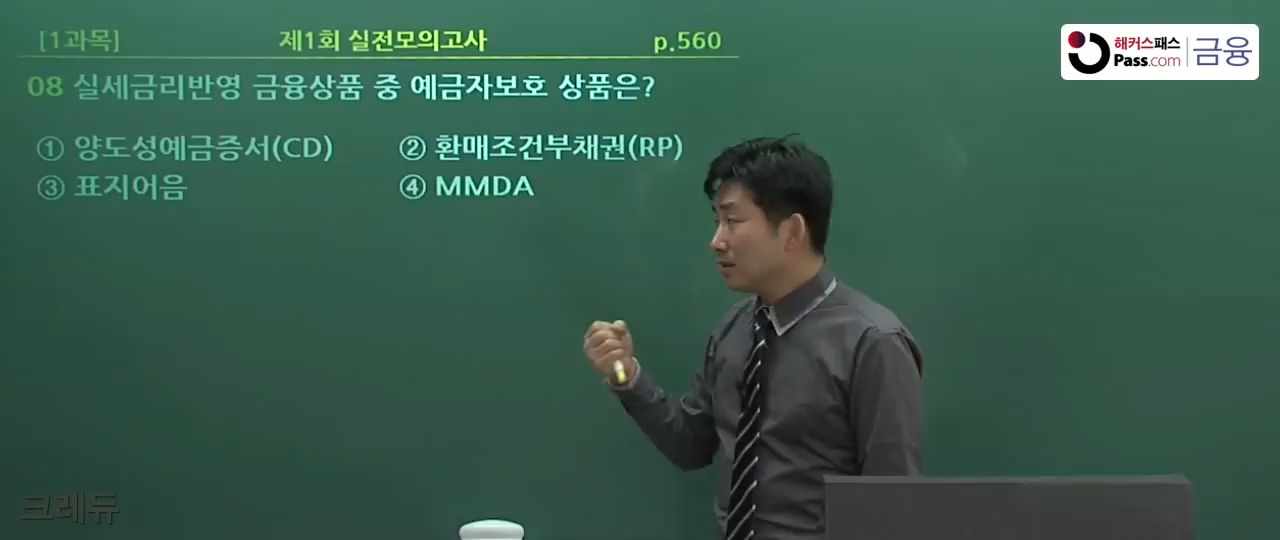 [1과목] 제1회 실전모의고사 p.560
해커스패스 Pass.com 금융
08 실세금리반영 금융상품 중 예금자보호 상품은?
① 양도성예금증서(CD) ② 환매조건부채권(RP)
③ 표지어음 ④ MMDA
크레듀